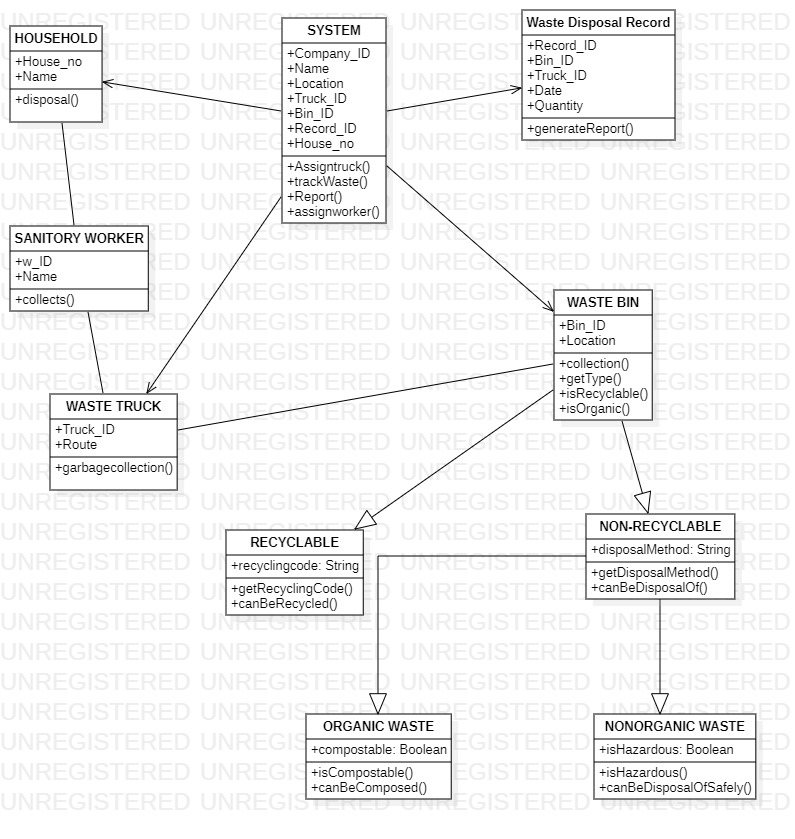 HOUSEHOLD
+House_no
+Name
+disposal()
SYSTEM
+Company_ID
+Name
+Location
+Truck_ID
+Bin_ID
+Record_ID
+House_no
+Assigntruck()
+trackWaste()
+Report()
+assignworker()
Waste Disposal Record
+Record_ID
+Bin_ID
+Truck_ID
+Date
+Quantity
+generateReport()
SANITORY WORKER
+w_ID
+Name
+collects()
WASTE BIN
+Bin_ID
+Location
+collection()
+getType()
+isRecyclable()
+isOrganic()
WASTE TRUCK
+Truck_ID
+Route
+garbagecollection()
RECYCLABLE
+recyclingcode: String
+getRecyclingCode()
+canBeRecycled()
NON-RECYCLABLE
+disposalMethod: String
+getDisposalMethod()
+canBeDisposalOf()
ORGANIC WASTE
+compostable: Boolean
+isCompostable()
+canBeComposed()
NONORGANIC WASTE
+isHazardous: Boolean
+isHazardous()
+canBeDisposalOfSafely()
UNREGISTERED